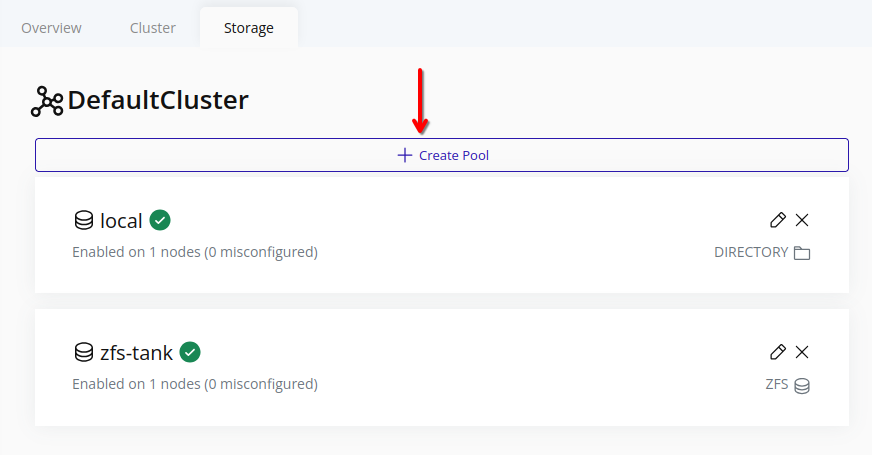 Overview Cluster Storage
DefaultCluster
Create Pool
local
Enabled on 1 nodes (0 misconfigured) DIRECTORY
zfs-tank
Enabled on 1 nodes (0 misconfigured) ZFS